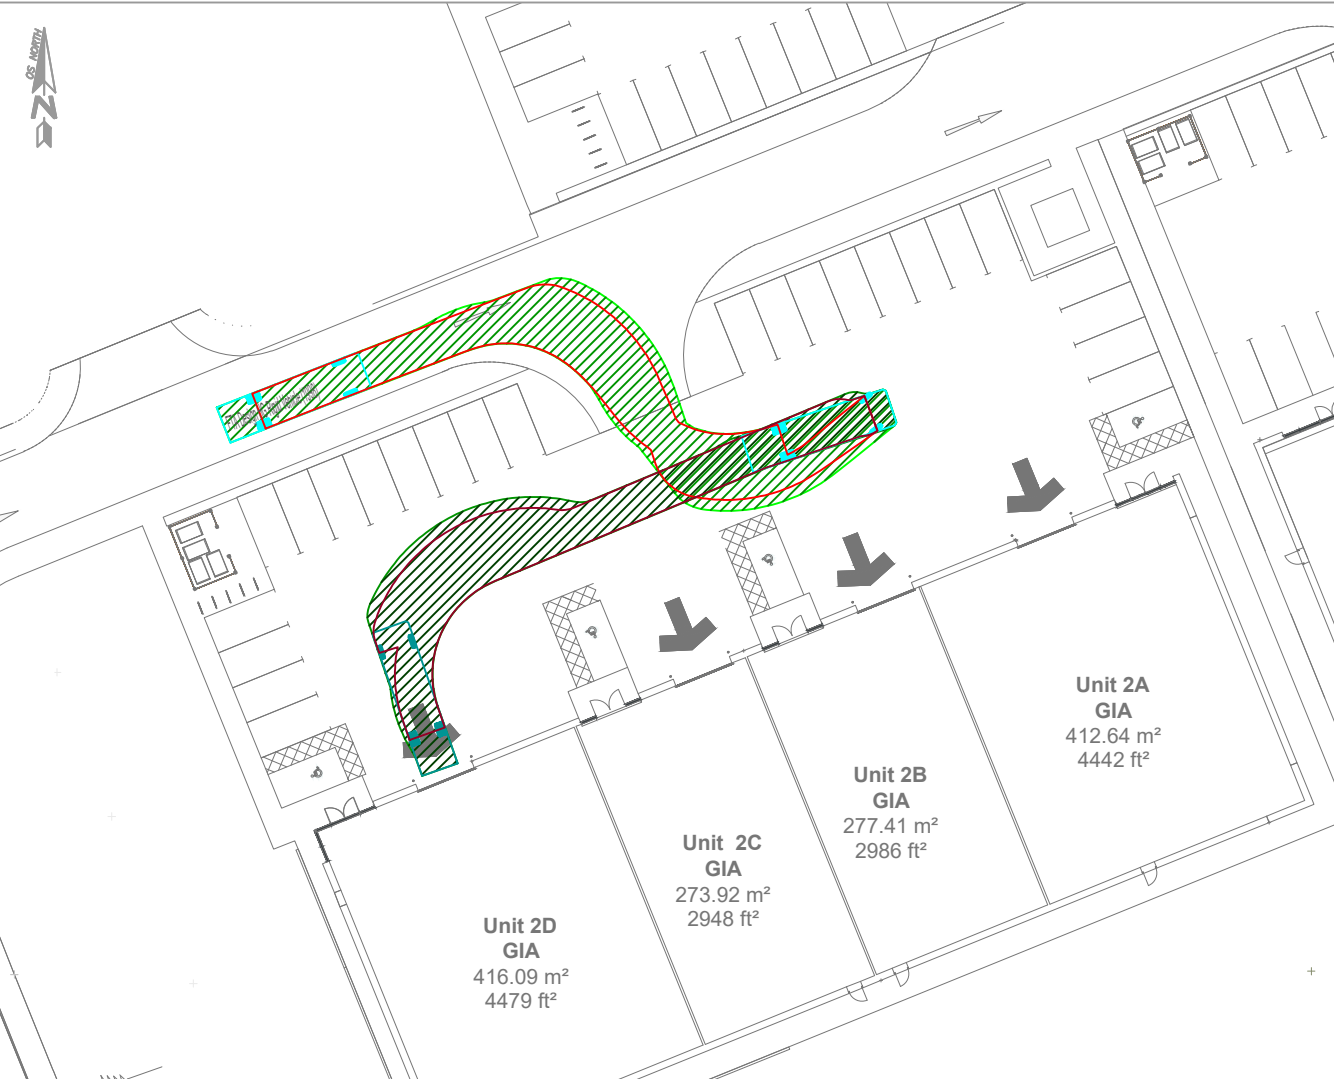 OS NORTH
N
Unit 2A
GIA
412.64 m²
4442 ft²
Unit 2B
GIA
277.41 m²
2986 ft²
Unit 2C
GIA
273.92 m²
2948 ft²
Unit 2D
GIA
416.09 m²
4479 ft²